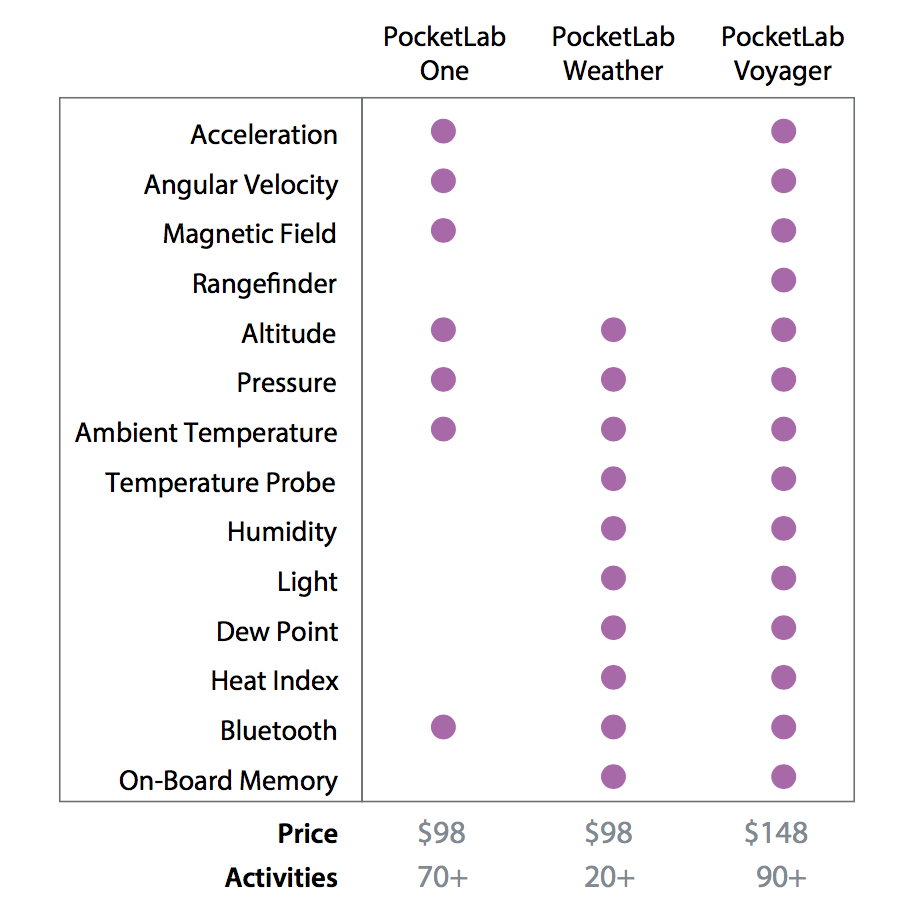 PocketLab One PocketLab Weather PocketLab Voyager
Acceleration
Angular Velocity
Magnetic Field
Rangefinder
Altitude
Pressure
Ambient Temperature
Temperature Probe
Humidity
Light
Dew Point
Heat Index
Bluetooth
On-Board Memory
Price $98 $98 $148
Activities 70+ 20+ 90+